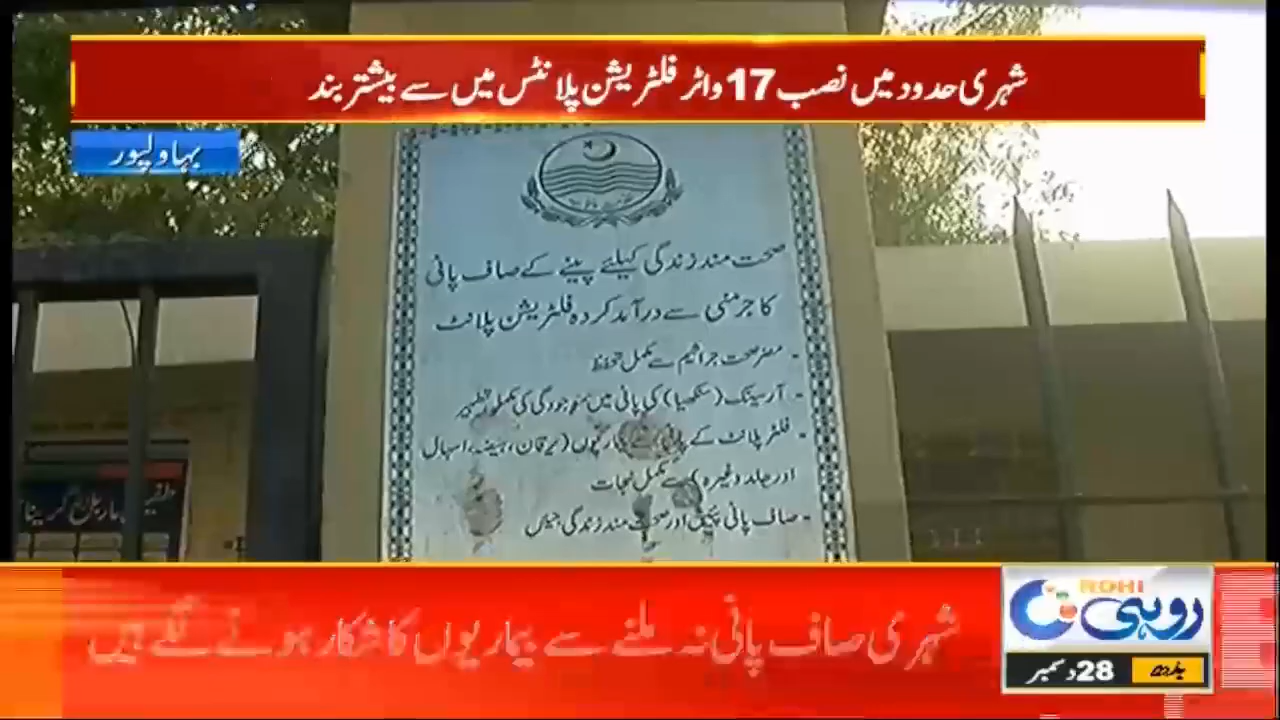 شہری حدود میں نصب 17 واٹر فلٹریشن پلانٹس میں سے بیشتر بند
بہاولپور
صحت مند زندگی کیلئے پینے کے صاف پانی
کا جرمنی سے درآمد کردہ فلٹریشن پلانٹ
- مضر صحت جراثیم سے مکمل تحفظ
- آرسینک (سنکھیا) کی پانی میں موجودگی کی مکمل تطہیر
- فلٹر پلانٹ کے پانی سے بیماریوں (یرقان، ہیضہ، اسہال
اور جلد وغیرہ) سے مکمل نجات
- صاف پانی پیئیں اور صحت مند زندگی جیئں
شہری صاف پانی نہ ملنے سے بیماریوں کا شکار ہونے لگے ہیں
ROHI
روہی
28 دسمبر
بدھ